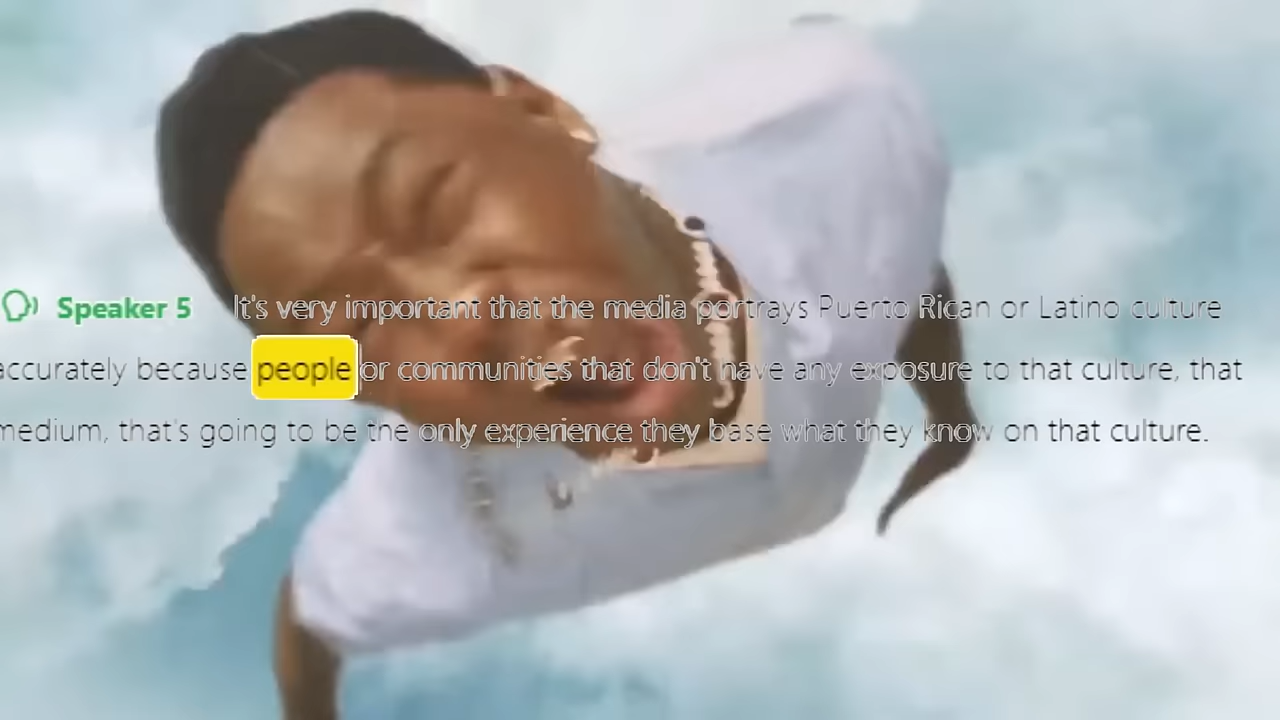 Speaker 5 It's very important that the media portrays Puerto Rican or Latino culture
accurately because people or communities that don't have any exposure to that culture, that
medium, that's going to be the only experience they base what they know on that culture.